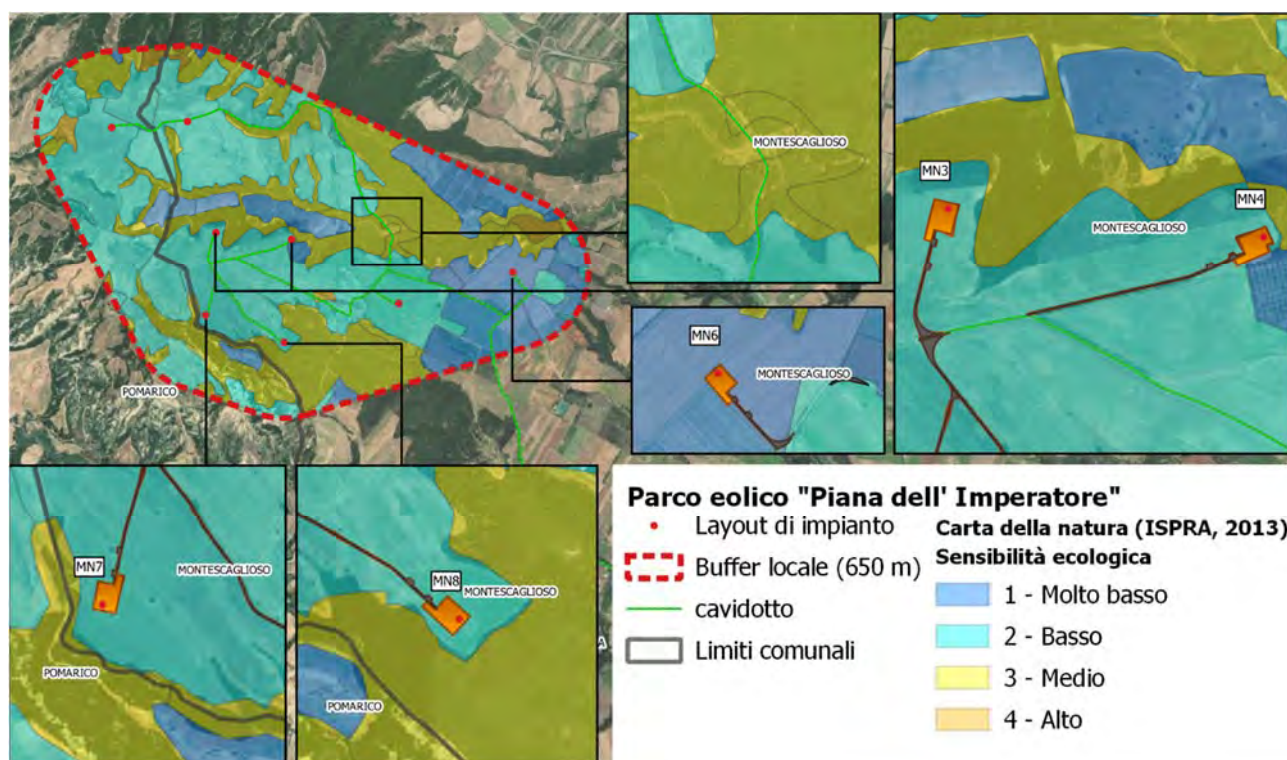 MONTESCAGLIOSO
MN3
MN4
MONTESCAGLIOSO
MN6
MONTESCAGLIOSO
POMARICO
MN7
MONTESCAGLIOSO
POMARICO
MN8
MONTESCAGLIOSO
POMARICO
Parco eolico "Piana dell' Imperatore"
Layout di impianto
Buffer locale (650 m)
cavidotto
Limiti comunali
Carta della natura (ISPRA, 2013)
Sensibilità ecologica
1 - Molto basso
2 - Basso
3 - Medio
4 - Alto